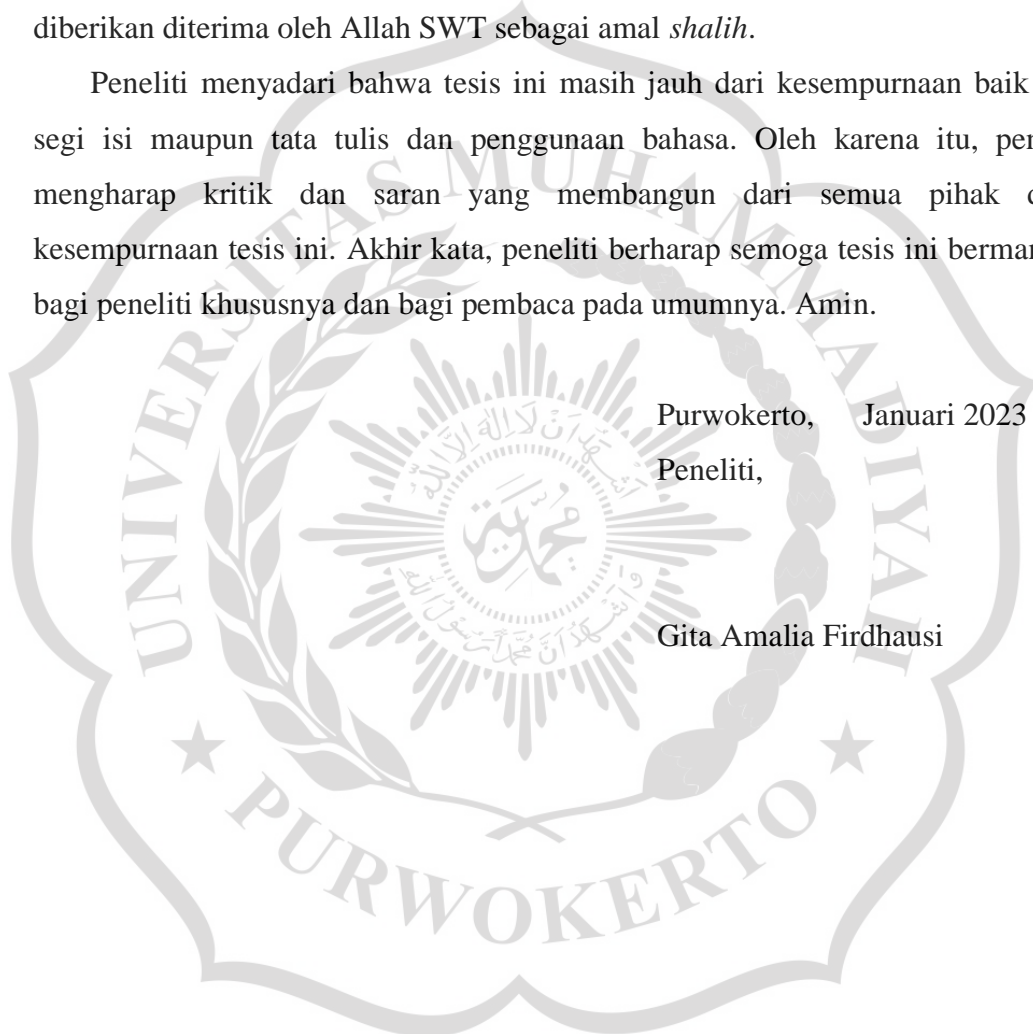 diberikan diterima oleh Allah SWT sebagai amal shalih.
Peneliti menyadari bahwa tesis ini masih jauh dari kesempurnaan baik
segi isi maupun tata tulis dan penggunaan bahasa. Oleh karena itu,
mengharap kritik dan saran yang membangun dari semua pihak
kesempurnaan tesis ini. Akhir kata, peneliti berharap semoga tesis ini
bagi peneliti khususnya dan bagi pembaca pada umumnya. Amin.
Purwokerto, Januari 2023
Peneliti,
Gita Amalia Firdhausi
UNIVERSITAS MUHAMMADIYAH
PURWOKERTO